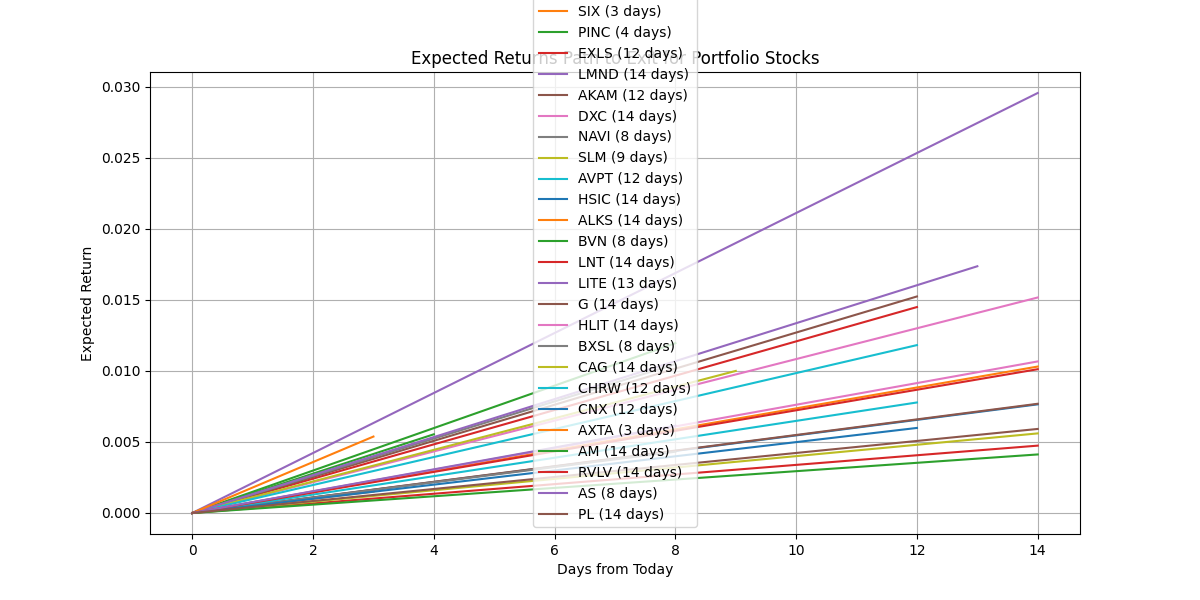 SIX (3 days)
PINC (4 days)
EXLS (12 days)
Expected Returns Path to Exit for Portfolio Stocks
LMND (14 days)
AKAM (12 days)
DXC (14 days)
NAVI (8 days)
SLM (9 days)
AVPT (12 days)
HSIC (14 days)
ALKS (14 days)
BVN (8 days)
LNT (14 days)
LITE (13 days)
G (14 days)
HLIT (14 days)
BXSL (8 days)
CAG (14 days)
CHRW (12 days)
CNX (12 days)
AXTA (3 days)
AM (14 days)
RVLV (14 days)
AS (8 days)
PL (14 days)
0.030
0.025
0.020
0.015
0.010
0.005
0.000
Expected Return
0 2 4 6 8 10 12 14
Days from Today